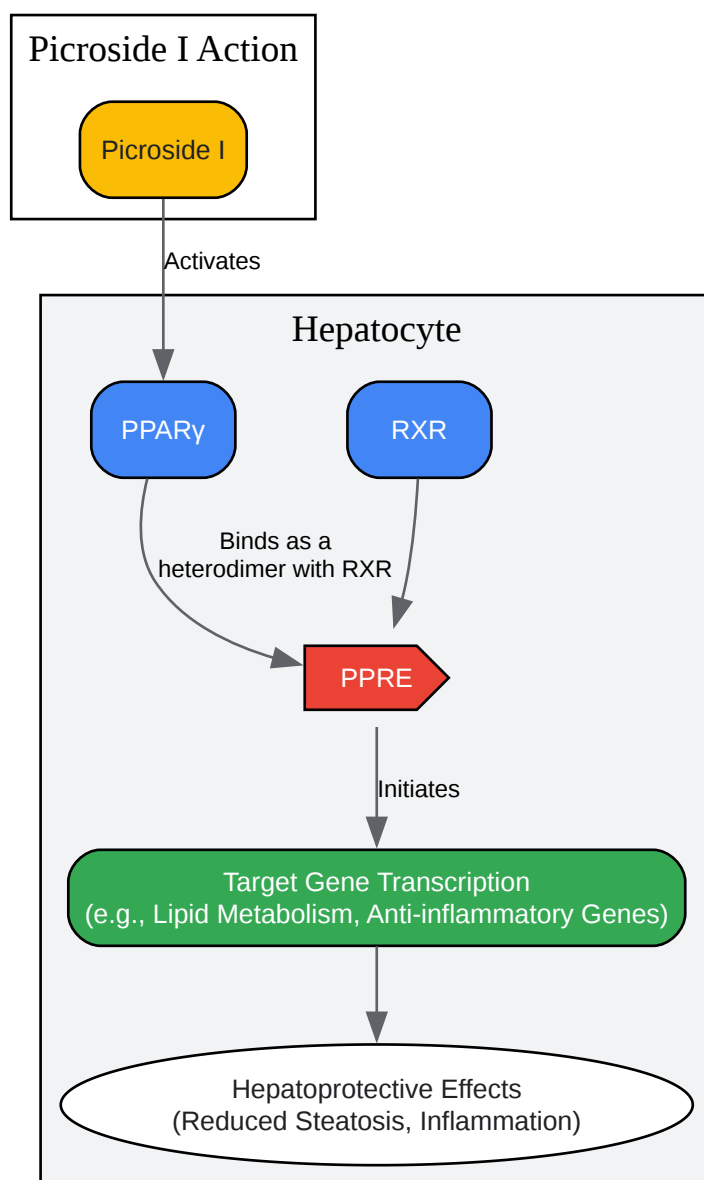 Picroside I Action
Picroside I
Activates
Hepatocyte
PPARγ
RXR
Binds as a
heterodimer with RXR
PPRE
Initiates
Target Gene Transcription
(e.g., Lipid Metabolism, Anti-inflammatory Genes)
Hepatoprotective Effects
(Reduced Steatosis, Inflammation)